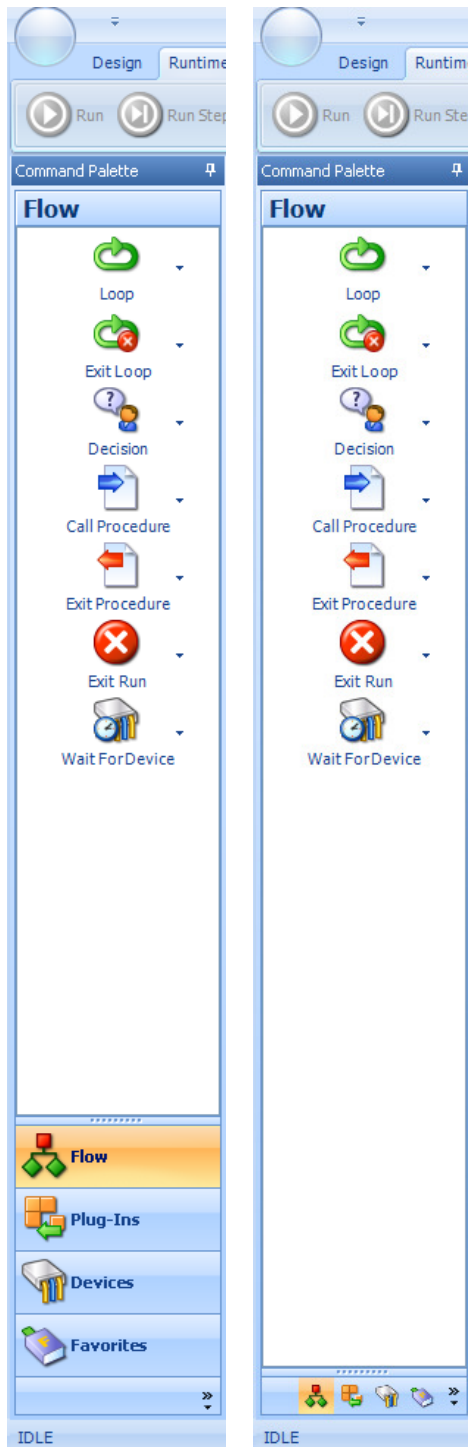 Design Runtime
Run Run Step
Command Palette
Flow
Loop
Exit Loop
Decision
Call Procedure
Exit Procedure
Exit Run
Wait For Device
Flow
Plug-Ins
Devices
Favorites
IDLE
Design Runtim
Run Run Ste
Command Palette
Flow
Loop
Exit Loop
Decision
Call Procedure
Exit Procedure
Exit Run
Wait For Device
IDLE